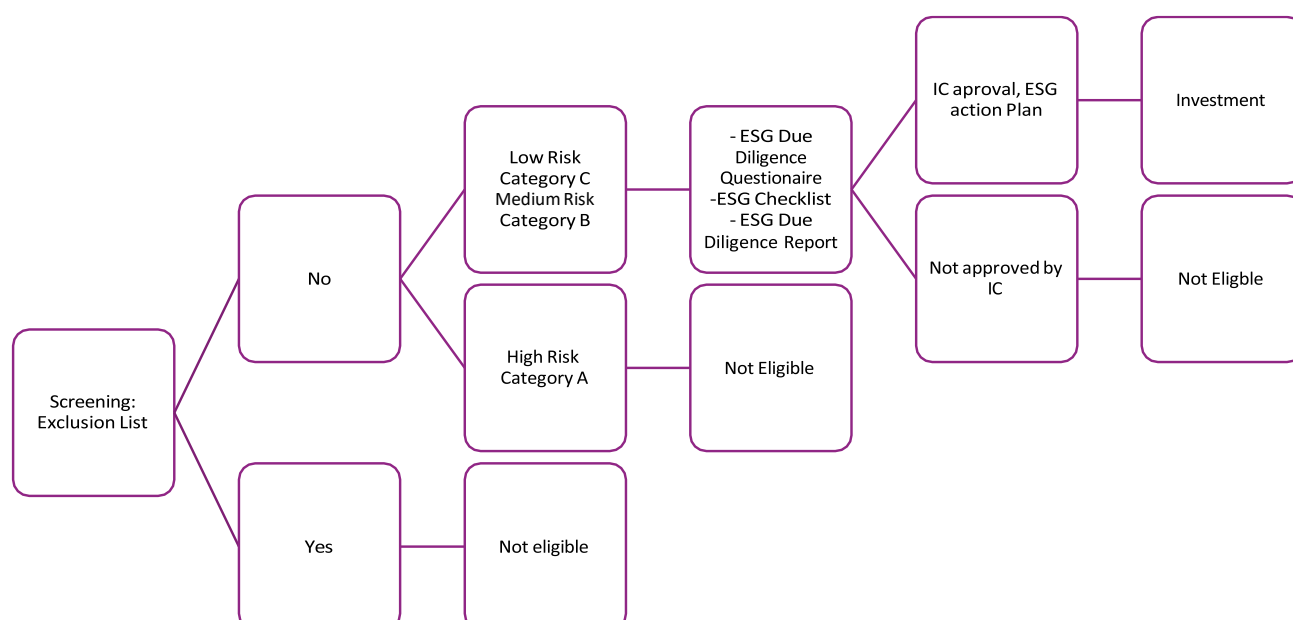 Screening:
Exclusion List
No
Yes
Low Risk
Category C
Medium Risk
Category B
High Risk
Category A
Not eligible
- ESG Due
Diligence
Questionaire
-ESG Checklist
- ESG Due
Diligence Report
Not Eligible
IC aproval, ESG
action Plan
Not approved by
IC
Investment
Not Eligble